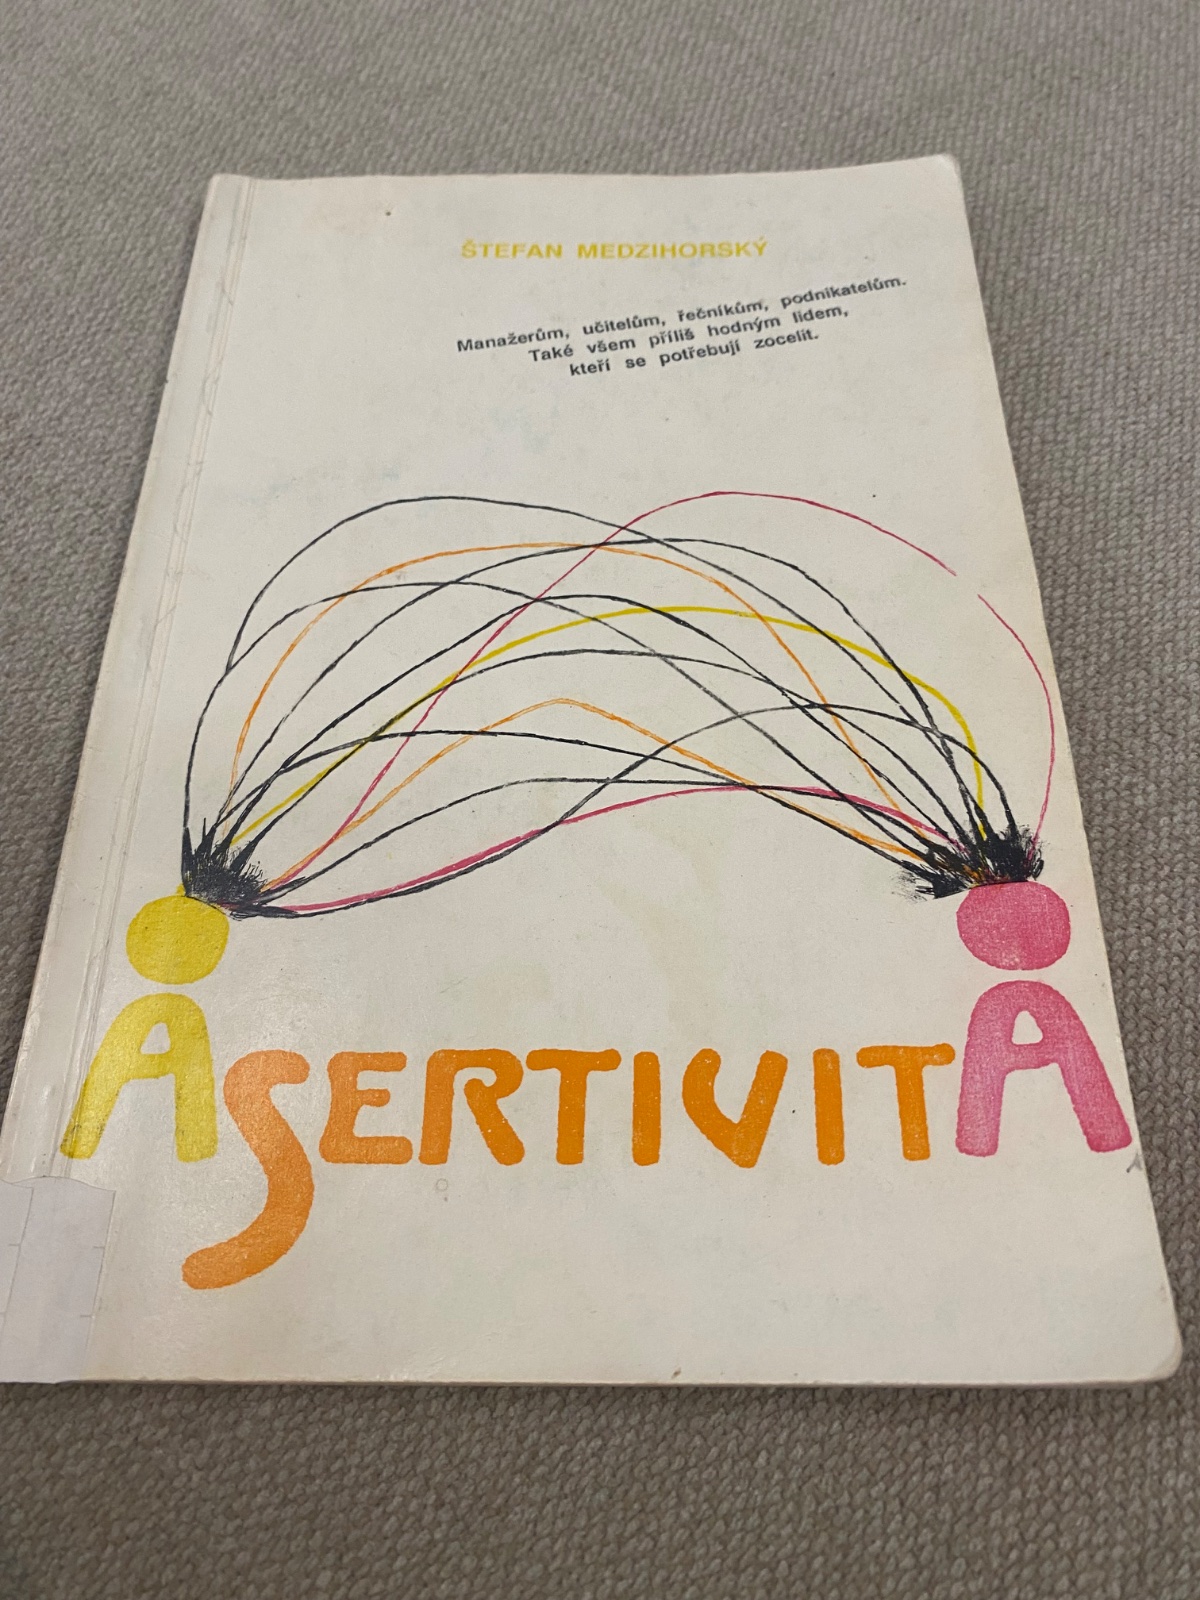 ŠTEFAN MEDZIHORSKÝ
Manažerům, učitelům, řečníkům, podnikatelům.
Také všem příliš hodným lidem,
kteří se potřebují zocelit.
ASERTIVITA